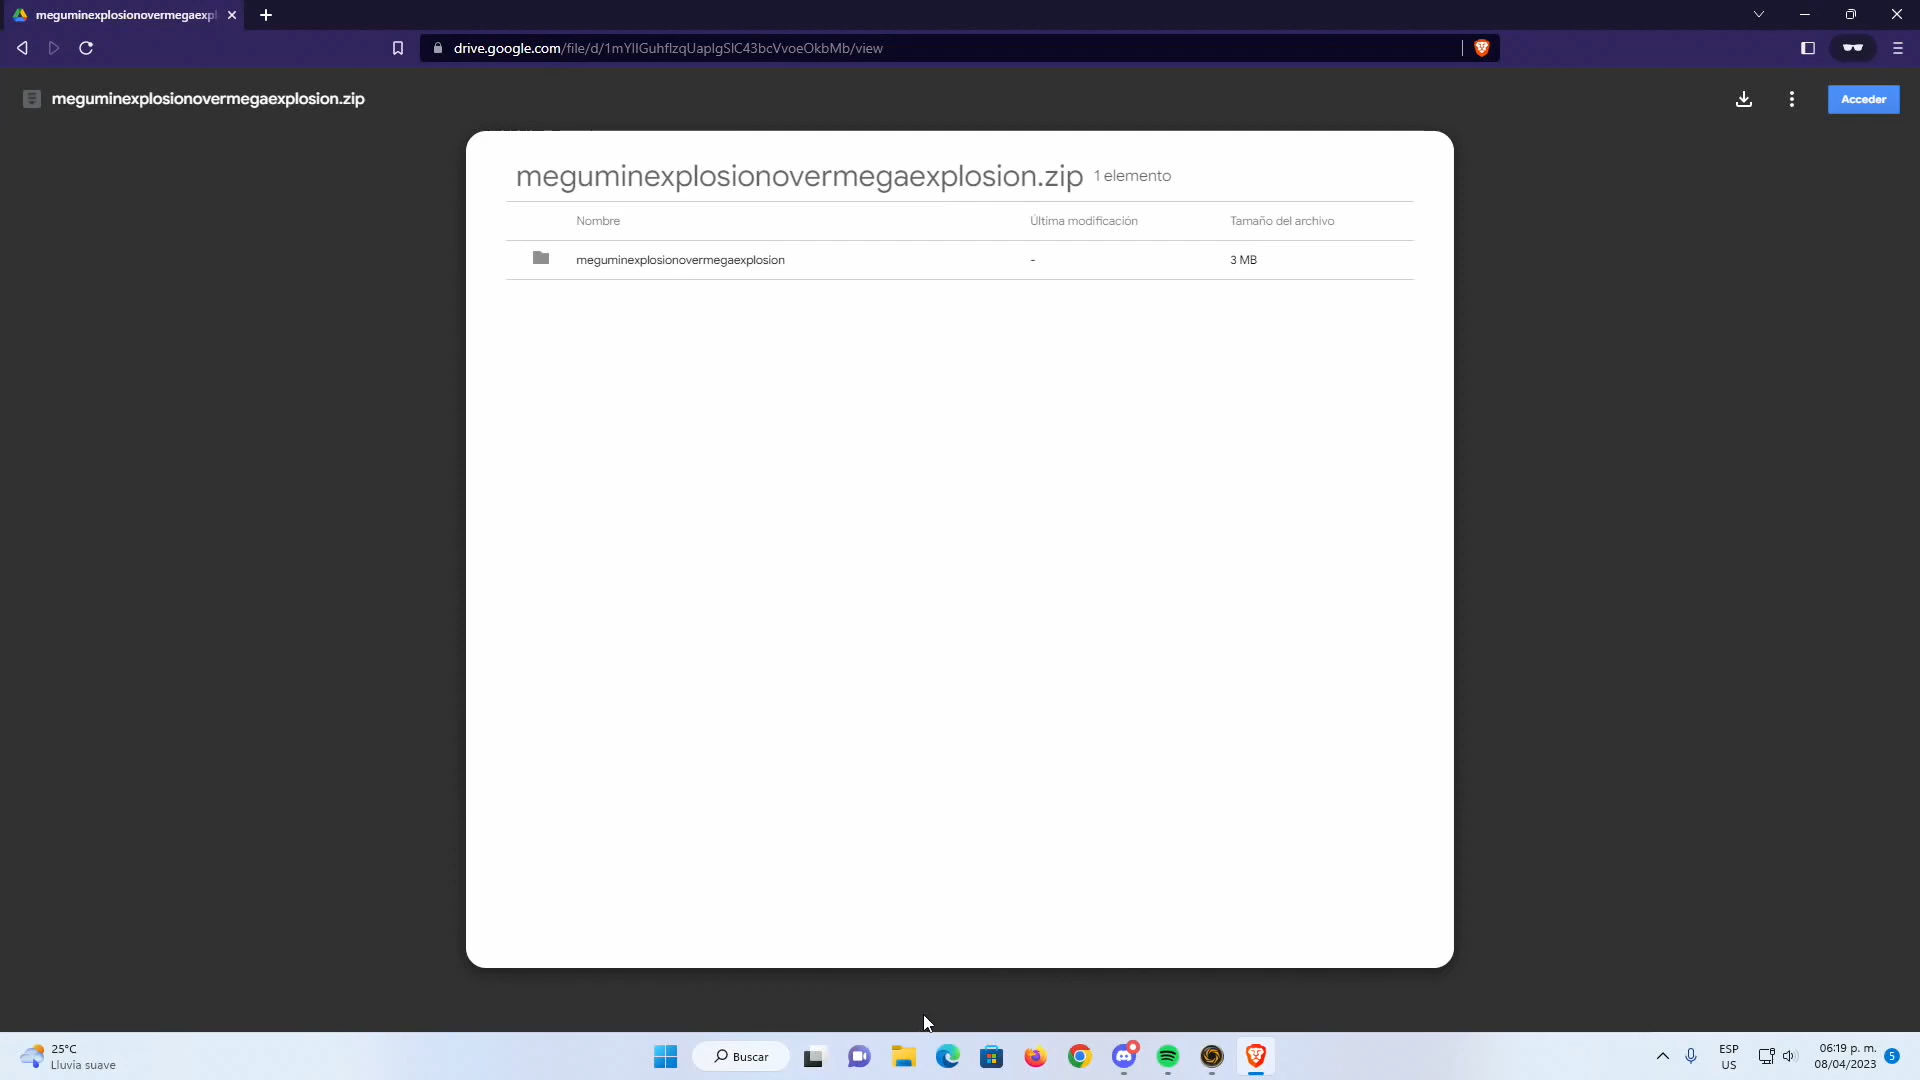 meguminexplosionovermegaexpl
drive.google.com/file/d/1mYIIGuhfIzqUapIgSIC43bcVvoeOkbMb/view
meguminexplosionovermegaexplosion.zip
Acceder
meguminexplosionovermegaexplosion.zip 1 elemento
Nombre Última modificación Tamaño del archivo
meguminexplosionovermegaexplosion - 3 MB
25°C
Lluvia suave
Buscar
ESP
US
06:19 p. m.
08/04/2023
5